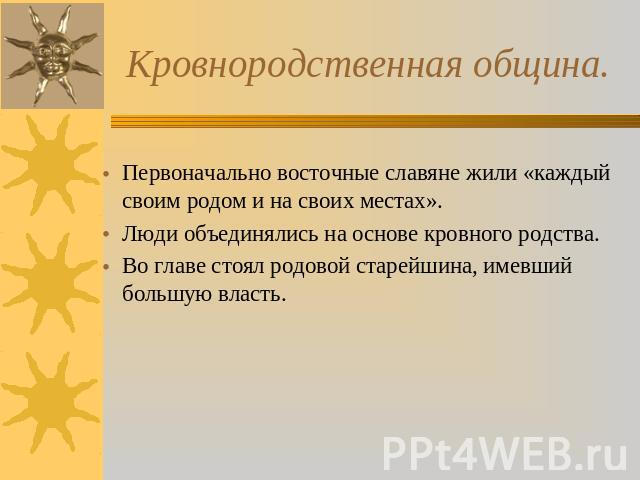 Кровнородственная община.
• Первоначально восточные славяне жили «каждый
своим родом и на своих местах».
• Люди объединялись на основе кровного родства.
• Во главе стоял родовой старейшина, имевший
большую власть.
PPt4WEB.ru